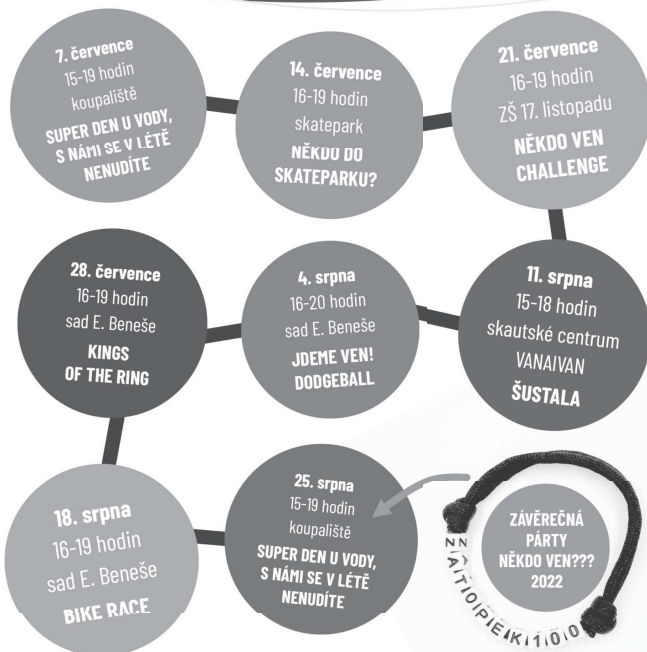 7. července
15-19 hodin
koupaliště
SUPER DEN U VODY,
S NÁMI SE V LÉTĚ
NENUDÍTE
14. července
16-19 hodin
skatepark
NĚKDO DO
SKATEPARKU?
21. července
16-19 hodin
ZŠ 17. listopadu
NĚKDO VEN
CHALLENGE
28. července
16-19 hodin
sad E. Beneše
KINGS
OF THE RING
4. srpna
16-20 hodin
sad E. Beneše
JDEME VEN!
DODGEBALL
11. srpna
15-18 hodin
skautské centrum
VANAIVAN
ŠUSTALA
18. srpna
16-19 hodin
sad E. Beneše
BIKE RACE
25. srpna
15-19 hodin
koupaliště
SUPER DEN U VODY,
S NÁMI SE V LÉTĚ
NENUDÍTE
ZÁVĚREČNÁ
PÁRTY
NĚKDO VEN???
2022
ZATOPEK100